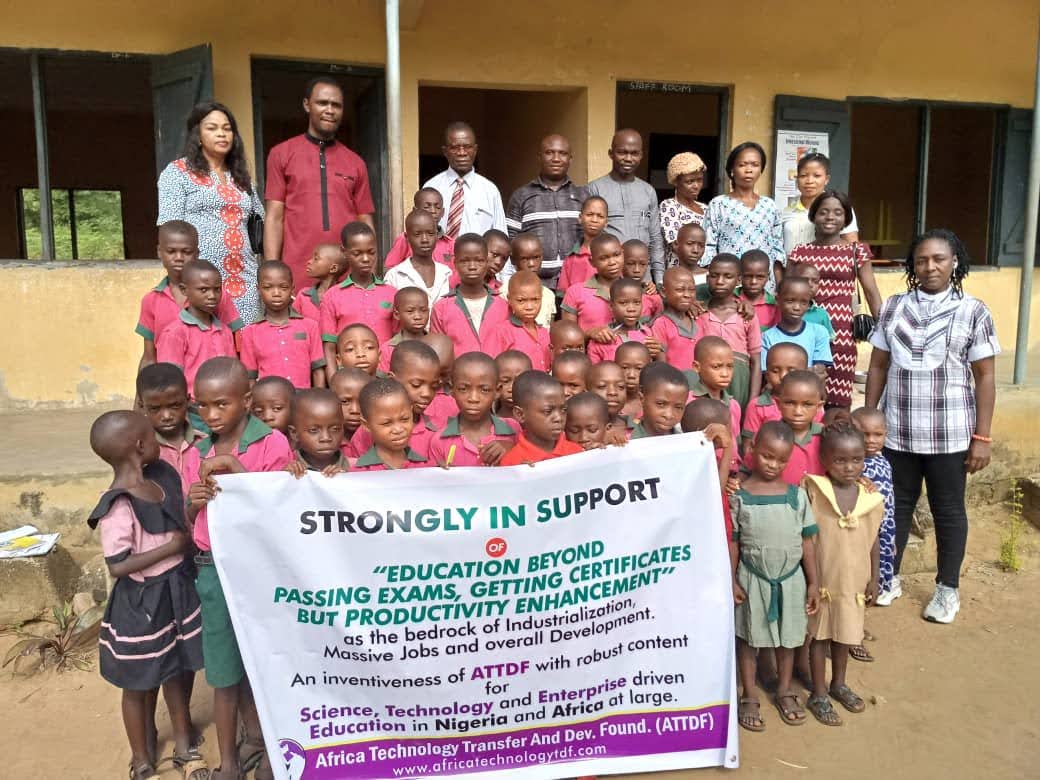 STAFF ROOM
Intestinal Worms
STRONGLY IN SUPPORT
OF
"EDUCATION BEYOND
PASSING EXAMS, GETTING CERTIFICATES
BUT PRODUCTIVITY ENHANCEMENT"
as the bedrock of Industrialization,
Massive Jobs and overall Development.
An inventiveness of ATTDF with robust content
for
Science, Technology and Enterprise driven
Education in Nigeria and Africa at large.
Africa Technology Transfer And Dev. Found. (ATTDF)
www.africatechnologytdf.com